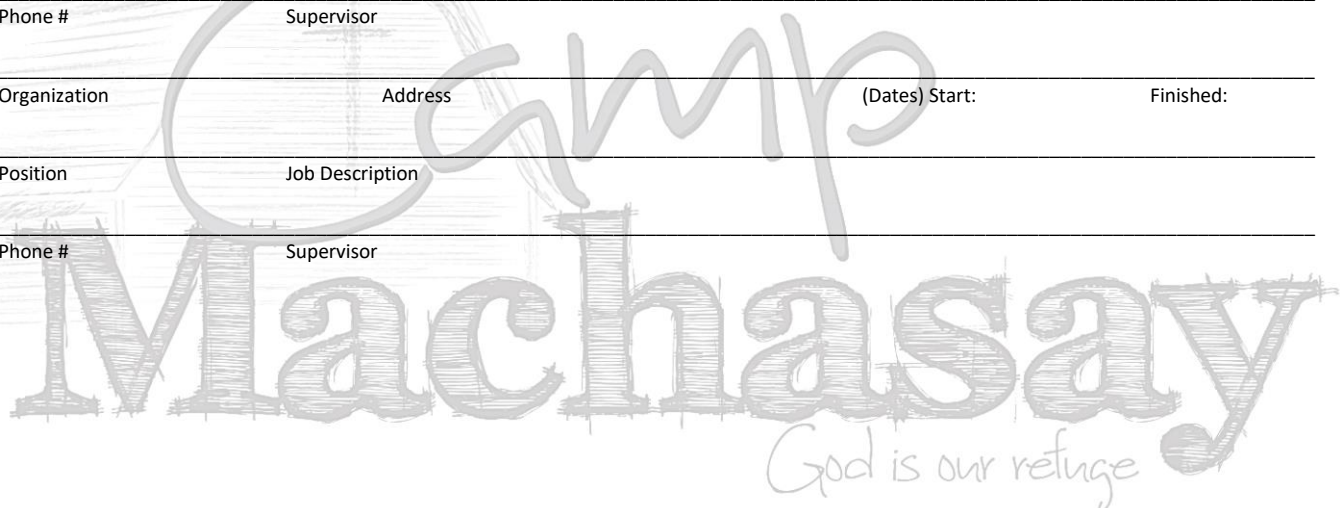 Phone # Supervisor
Organization Address (Dates) Start: Finished:
Position Job Description
Phone # Supervisor
Camp
Machasay
God is our refuge